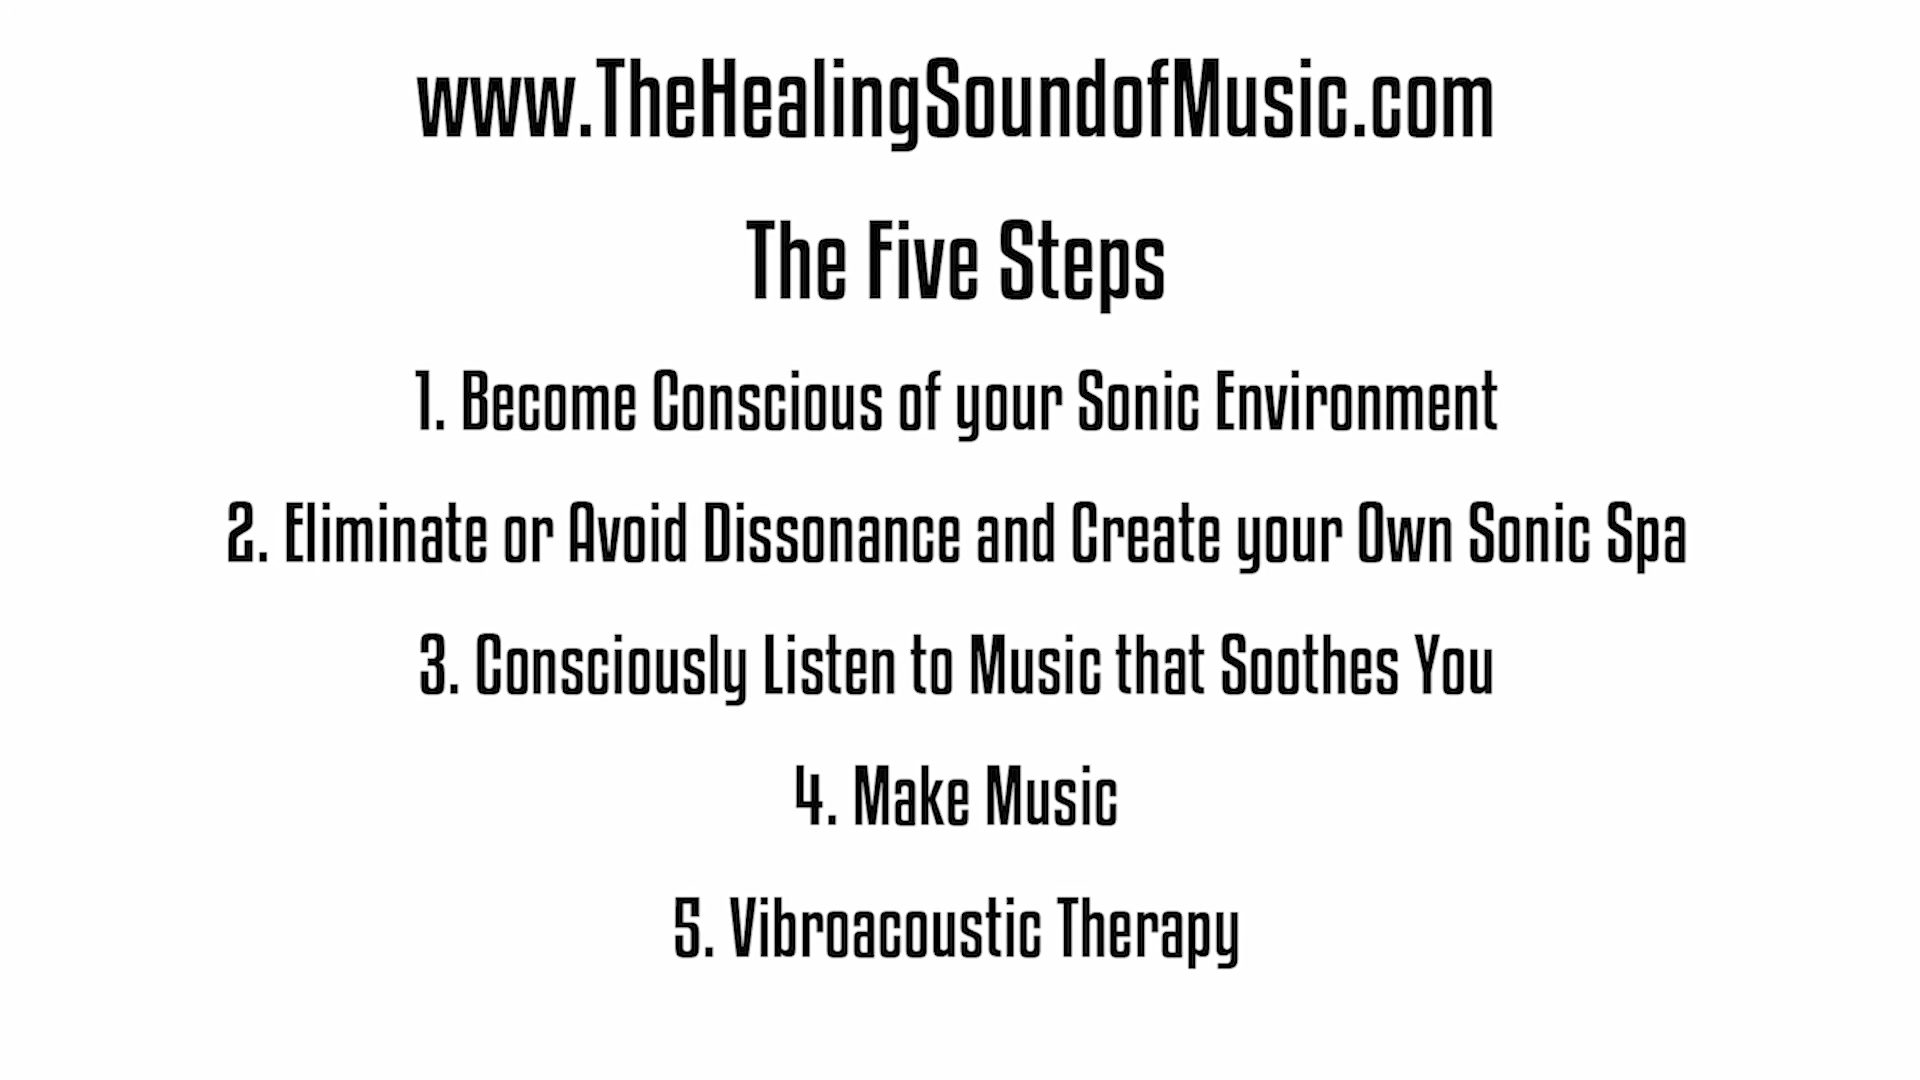 www.TheHealingSoundofMusic.com
The Five Steps
1. Become Conscious of your Sonic Environment
2. Eliminate or Avoid Dissonance and Create your Own Sonic Spa
3. Consciously Listen to Music that Soothes You
4. Make Music
5. Vibroacoustic Therapy